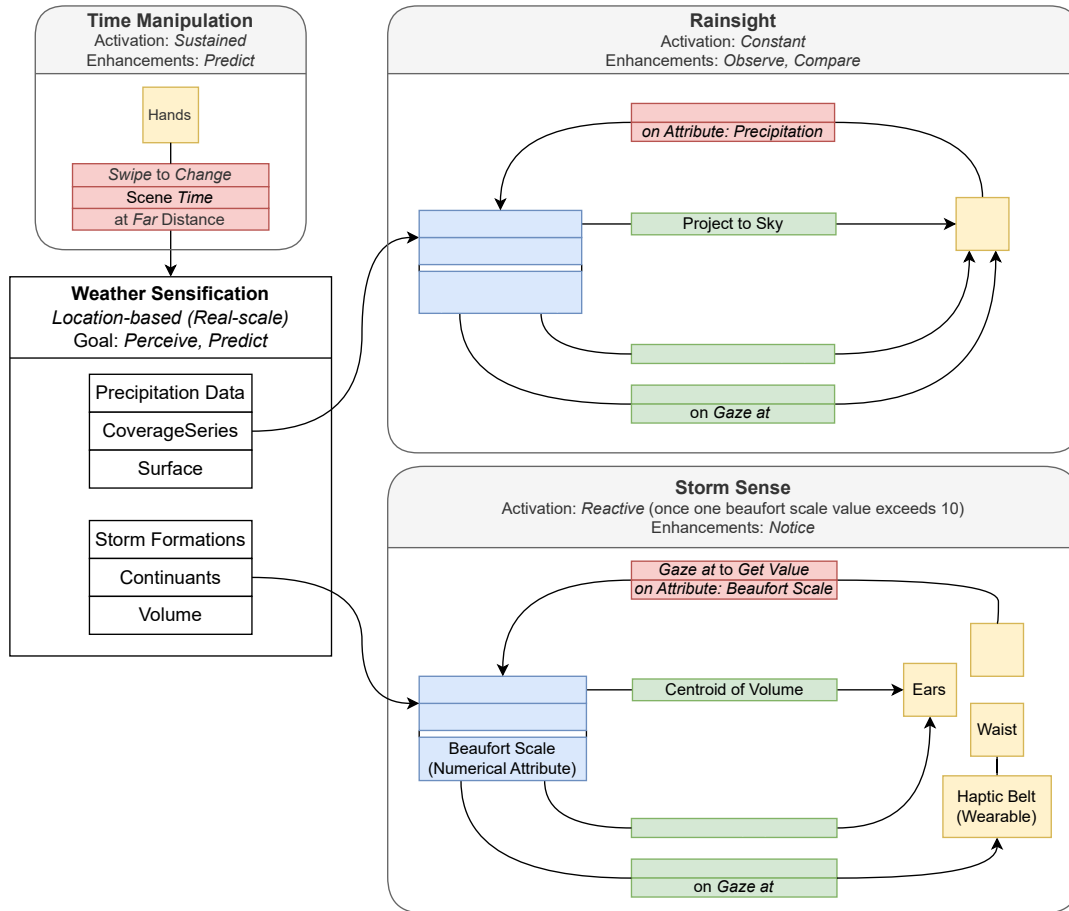 Time Manipulation
Activation: Sustained
Enhancements: Predict
Hands
Swipe to Change
Scene Time
at Far Distance
Weather Sensification
Location-based (Real-scale)
Goal: Perceive, Predict
Precipitation Data
CoverageSeries
Surface
Storm Formations
Continuants
Volume
Rainsight
Activation: Constant
Enhancements: Observe, Compare
on Attribute: Precipitation
Project to Sky
on Gaze at
Storm Sense
Activation: Reactive (once one beaufort scale value exceeds 10)
Enhancements: Notice
Gaze at to Get Value
on Attribute: Beaufort Scale
Centroid of Volume
Ears
Waist
Beaufort Scale
(Numerical Attribute)
Haptic Belt
(Wearable)
on Gaze at